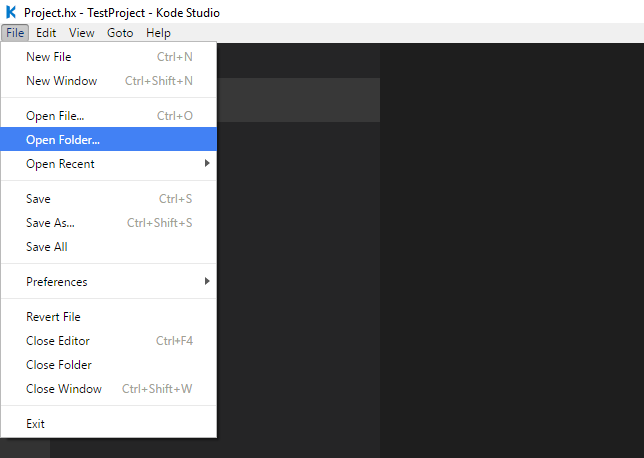 Project.hx - TestProject - Kode Studio
File Edit View Goto Help
New File Ctrl+N
New Window Ctrl+Shift+N
Open File... Ctrl+O
Open Folder...
Open Recent
Save Ctrl+S
Save As... Ctrl+Shift+S
Save All
Preferences
Revert File
Close Editor Ctrl+F4
Close Folder
Close Window Ctrl+Shift+W
Exit